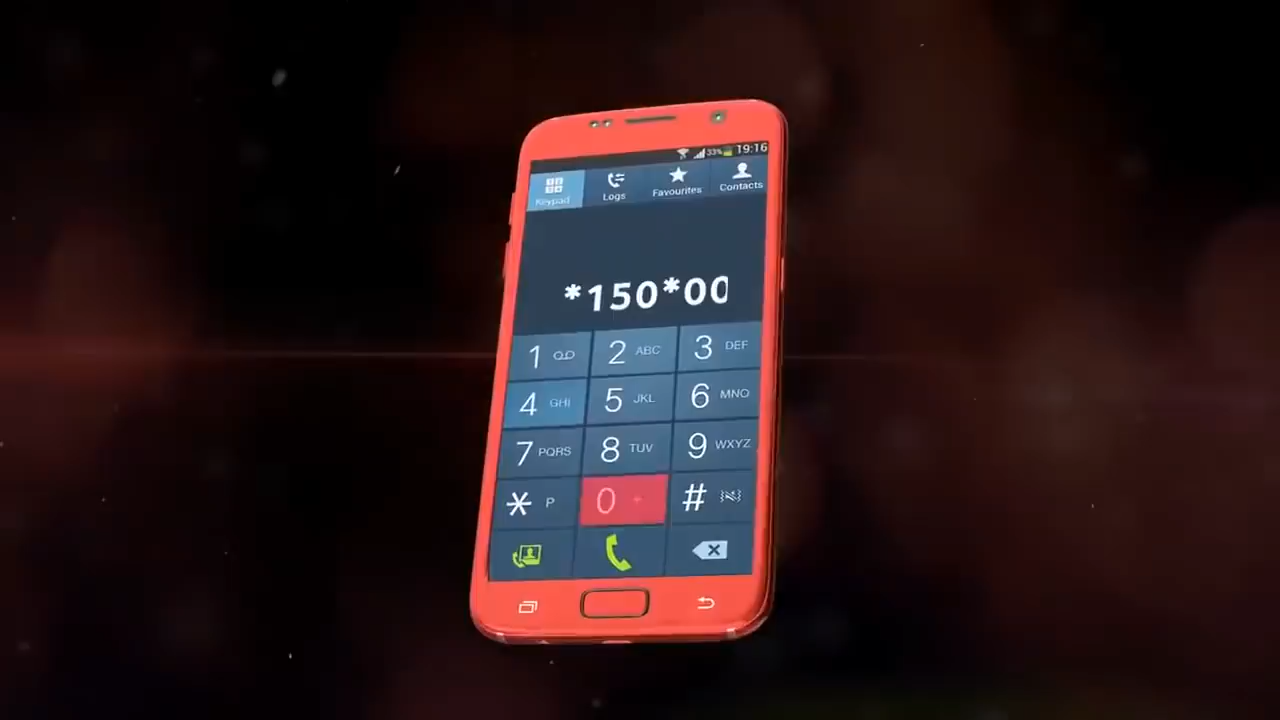 33% 19:16
Keypad Logs Favourites Contacts
*150*00
1 2 ABC 3 DEF
4 GHI 5 JKL 6 MNO
7 PQRS 8 TUV 9 WXYZ
* P 0 + #